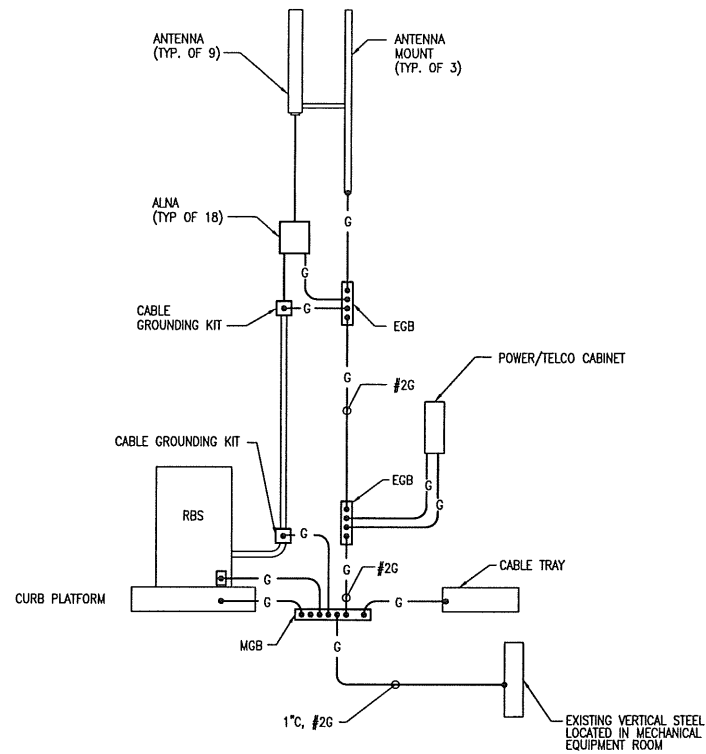 ANTENNA
(TYP. OF 9)
ANTENNA
MOUNT
(TYP. OF 3)
ALNA
(TYP OF 18)
G
G
CABLE
GROUNDING KIT
G
EGB
G
#2G
POWER/TELCO CABINET
CABLE GROUNDING KIT
EGB
G
G
RBS
G
G
#2G
CABLE TRAY
G
CURB PLATFORM
G
G
MGB
G
1"C, #2G
EXISTING VERTICAL STEEL
LOCATED IN MECHANICAL
EQUIPMENT ROOM